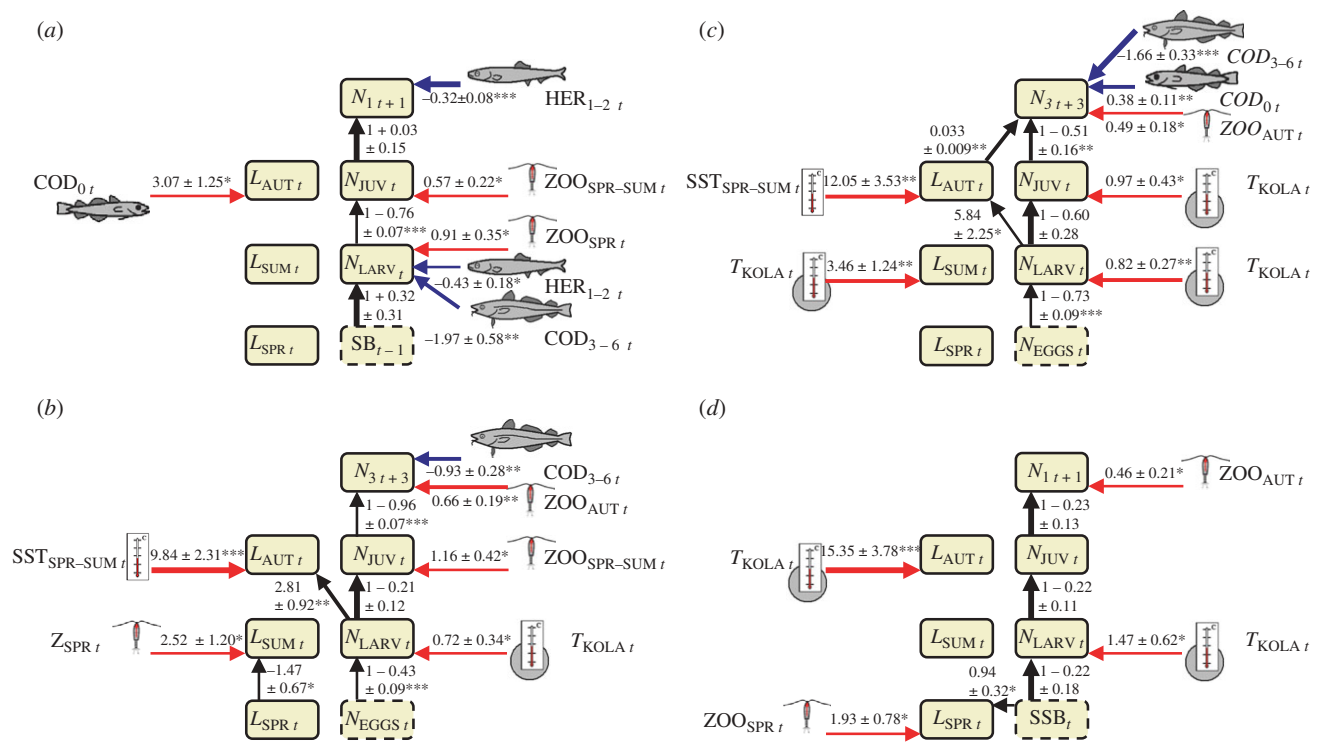 (a)
HER1–2 t
–0.32±0.08***
N1 t + 1
1 + 0.03
± 0.15
COD0 t
3.07 ± 1.25*
LAUT t
NJUV t
0.57 ± 0.22*
ZOOSPR–SUM t
1 – 0.76
± 0.07***
0.91 ± 0.35*
ZOOSPR t
LSUM t
NLARV t
–0.43 ± 0.18*
HER1–2 t
1 + 0.32
± 0.31
–1.97 ± 0.58**
COD3 – 6 t
LSPR t
SBt – 1
(b)
N3 t + 3
–0.93 ± 0.28**
COD3–6 t
0.66 ± 0.19**
ZOOAUT t
1 – 0.96
± 0.07***
SSTSPR–SUM t
C
9.84 ± 2.31***
LAUT t
NJUV t
1.16 ± 0.42*
ZOOSPR–SUM t
2.81
± 0.92**
1 – 0.21
± 0.12
ZSPR t
2.52 ± 1.20*
LSUM t
NLARV t
0.72 ± 0.34*
C
TKOLA t
–1.47
± 0.67*
1 – 0.43
± 0.09***
LSPR t
NEGGS t
(c)
–1.66 ± 0.33***
COD3–6 t
N3 t + 3
0.38 ± 0.11**
COD0 t
0.49 ± 0.18*
ZOOAUT t
0.033
± 0.009**
1 – 0.51
± 0.16**
SSTSPR–SUM t
C
12.05 ± 3.53**
LAUT t
NJUV t
0.97 ± 0.43*
C
TKOLA t
5.84
± 2.25*
1 – 0.60
± 0.28
TKOLA t
C
3.46 ± 1.24**
LSUM t
NLARV t
0.82 ± 0.27**
C
TKOLA t
1 – 0.73
± 0.09***
LSPR t
NEGGS t
(d)
N1 t + 1
0.46 ± 0.21*
ZOOAUT t
1 – 0.23
± 0.13
TKOLA t
C
15.35 ± 3.78***
LAUT t
NJUV t
1 – 0.22
± 0.11
LSUM t
NLARV t
1.47 ± 0.62*
C
TKOLA t
0.94
± 0.32*
1 – 0.22
± 0.18
ZOOSPR t
1.93 ± 0.78*
LSPR t
SSBt